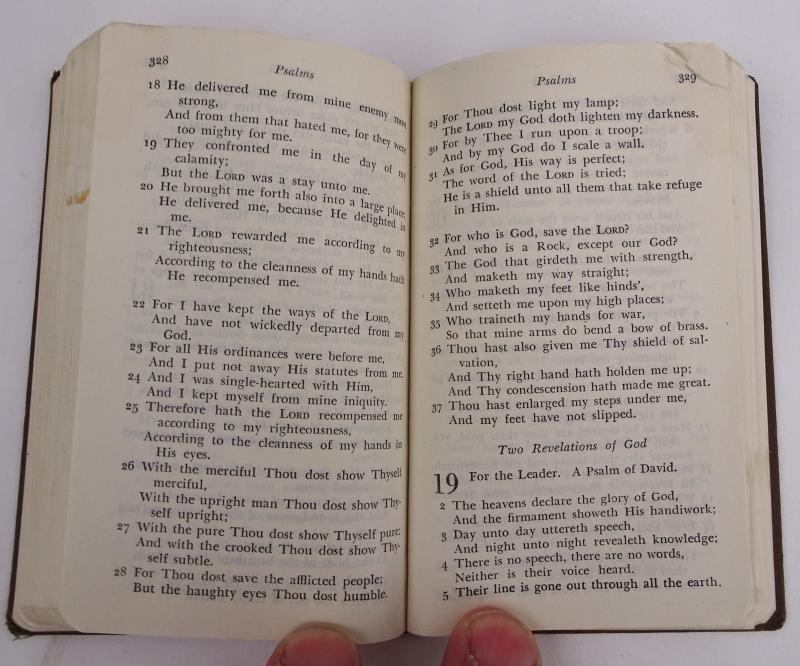 328
Psalms
18 He delivered me from mine enemy most
strong,
And from them that hated me, for they were
too mighty for me.
19 They confronted me in the day of my
calamity;
But the LORD was a stay unto me.
20 He brought me forth also into a large place;
He delivered me, because He delighted in
me.
21 The LORD rewarded me according to my
righteousness;
According to the cleanness of my hands hath
He recompensed me.
22 For I have kept the ways of the LORD,
And have not wickedly departed from my
God.
23 For all His ordinances were before me,
And I put not away His statutes from me.
24 And I was single-hearted with Him,
And I kept myself from mine iniquity.
25 Therefore hath the LORD recompensed me
according to my righteousness,
According to the cleanness of my hands in
His eyes.
26 With the merciful Thou dost show Thyself
merciful,
With the upright man Thou dost show Thy-
self upright;
27 With the pure Thou dost show Thyself pure;
And with the crooked Thou dost show Thy-
self subtle.
28 For Thou dost save the afflicted people;
But the haughty eyes Thou dost humble.
Psalms
329
29 For Thou dost light my lamp;
The LORD my God doth lighten my darkness.
30 For by Thee I run upon a troop;
And by my God do I scale a wall.
31 As for God, His way is perfect;
The word of the LORD is tried;
He is a shield unto all them that take refuge
in Him.
32 For who is God, save the LORD?
And who is a Rock, except our God?
33 The God that girdeth me with strength,
And maketh my way straight;
34 Who maketh my feet like hinds',
And setteth me upon my high places;
35 Who traineth my hands for war,
So that mine arms do bend a bow of brass.
36 Thou hast also given me Thy shield of sal-
vation,
And Thy right hand hath holden me up;
And Thy condescension hath made me great.
37 Thou hast enlarged my steps under me,
And my feet have not slipped.
Two Revelations of God
19 For the Leader. A Psalm of David.
2 The heavens declare the glory of God,
And the firmament showeth His handiwork;
3 Day unto day uttereth speech,
And night unto night revealeth knowledge;
4 There is no speech, there are no words,
Neither is their voice heard.
5 Their line is gone out through all the earth.